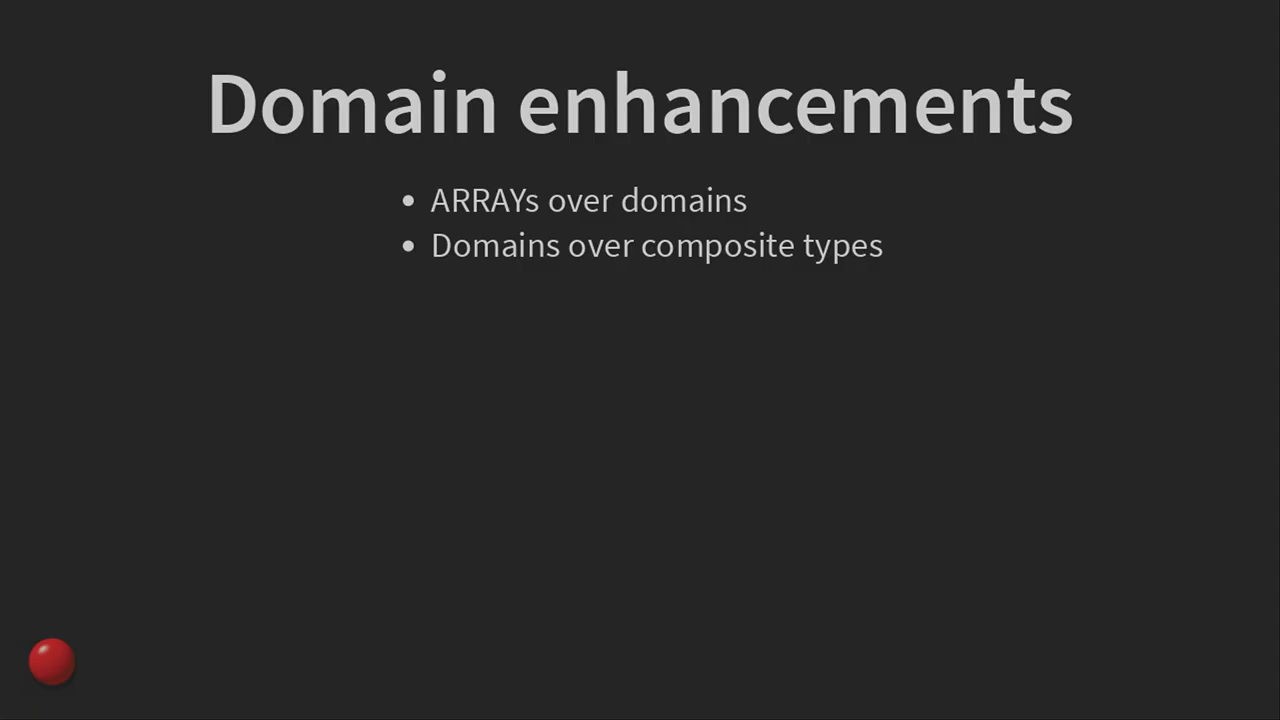 Domain enhancements
• ARRAYs over domains
• Domains over composite types